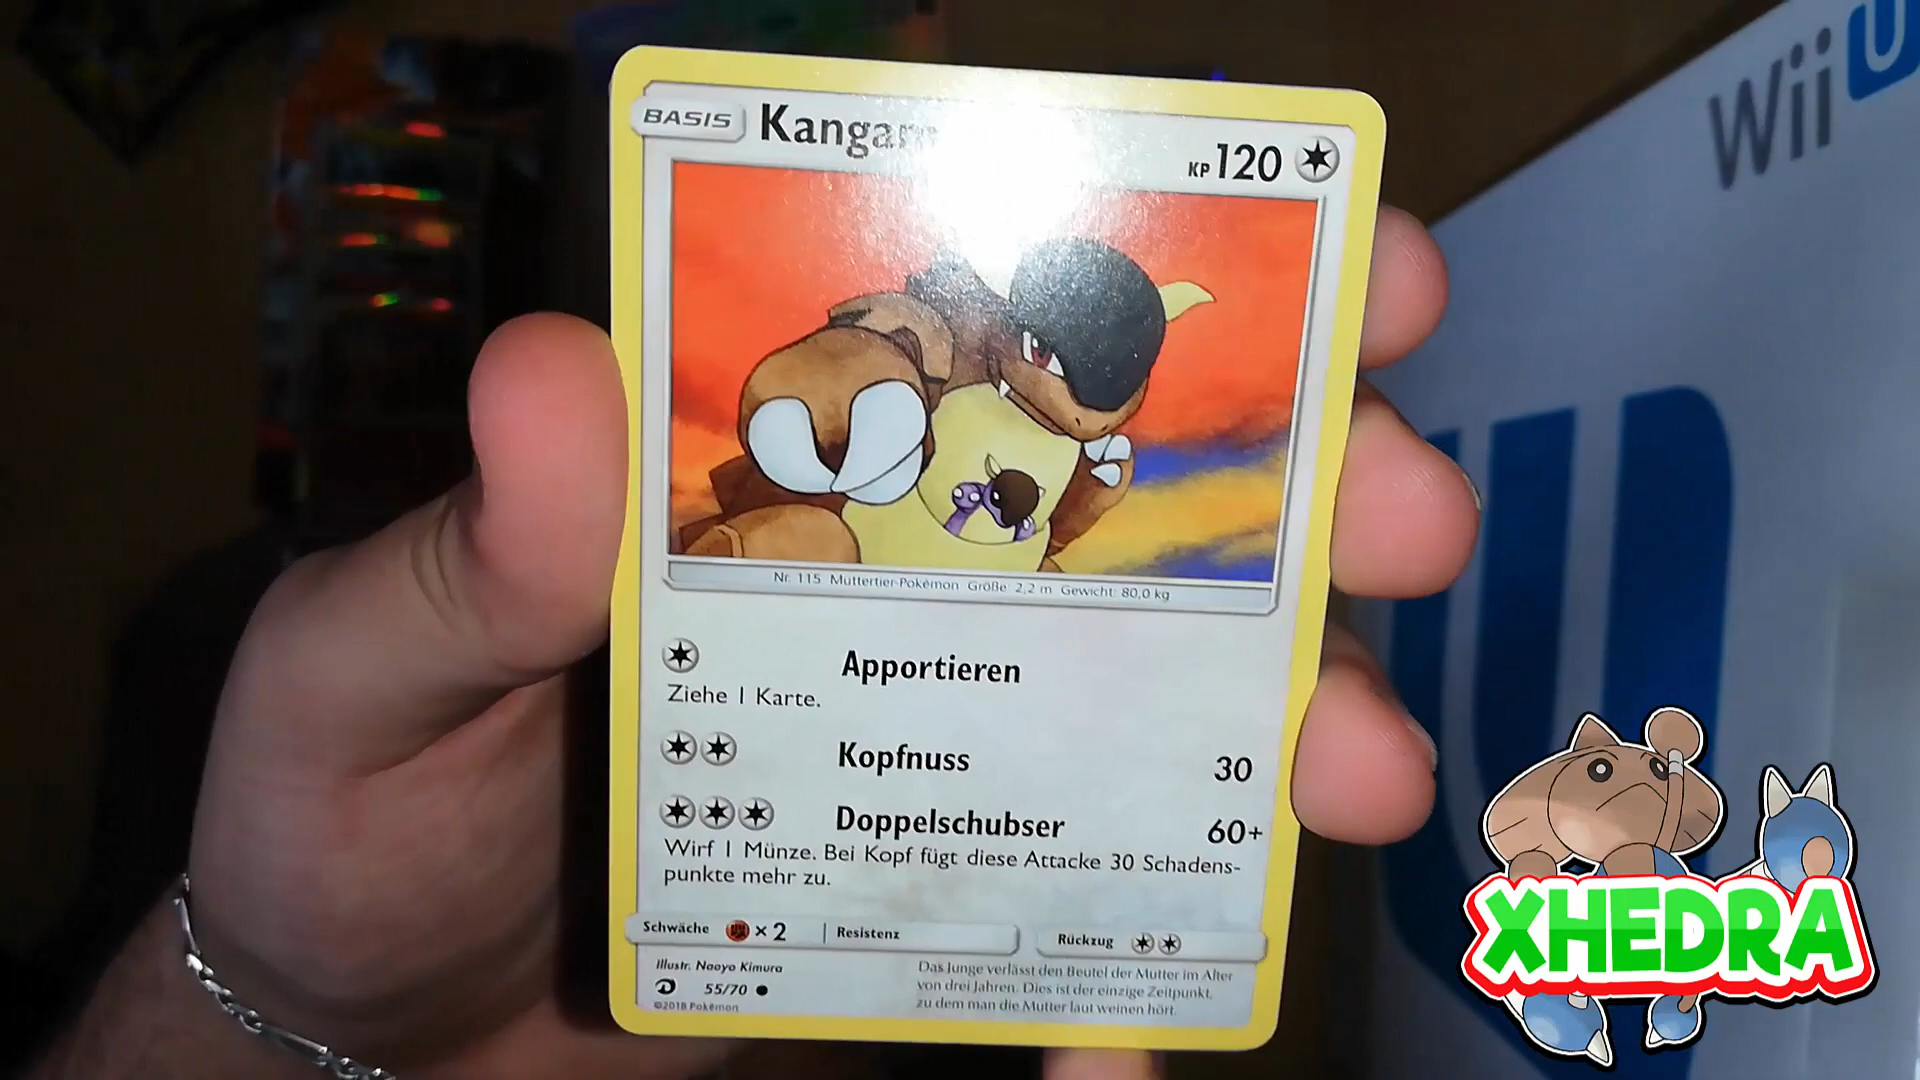 Wii U
BASIS
KP 120
Nr. 115 Muttertier-Pokémon Größe: 2,2 m Gewicht: 80,0 kg
Apportieren
Ziehe 1 Karte.
Kopfnuss 30
Doppelschubser 60+
Wirf 1 Münze. Bei Kopf fügt diese Attacke 30 Schadens-
punkte mehr zu.
Schwäche ×2 Resistenz Rückzug
Illustr. Naoyo Kimura
55/70
©2018 Pokémon
Das Junge verlässt den Beutel der Mutter im Alter
von drei Jahren. Dies ist der einzige Zeitpunkt,
zu dem man die Mutter laut weinen hört.
XHEDRA